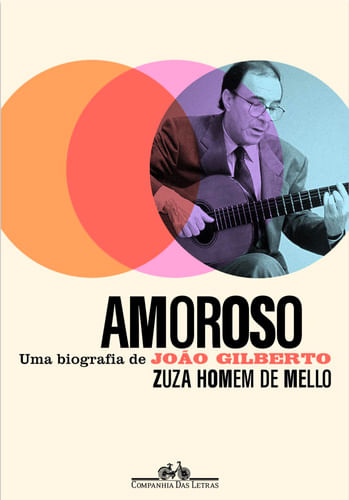 AMOROSO
Uma biografia de JOÃO GILBERTO
ZUZA HOMEM DE MELLO
COMPANHIA DAS LETRAS